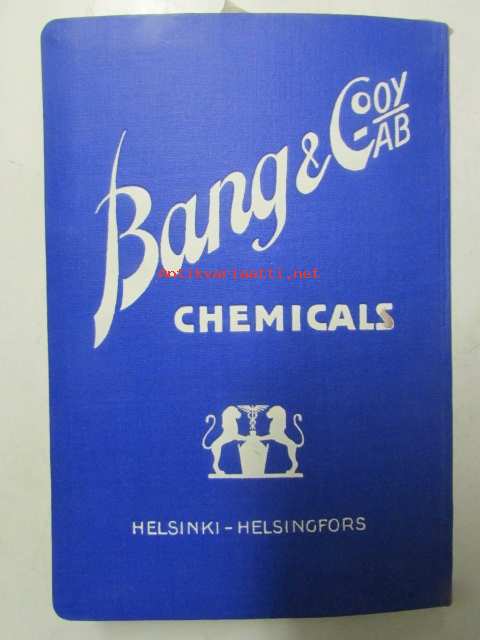 Bang & Co OY AB
Antikvariaatti.net
CHEMICALS
HELSINKI - HELSINGFORS